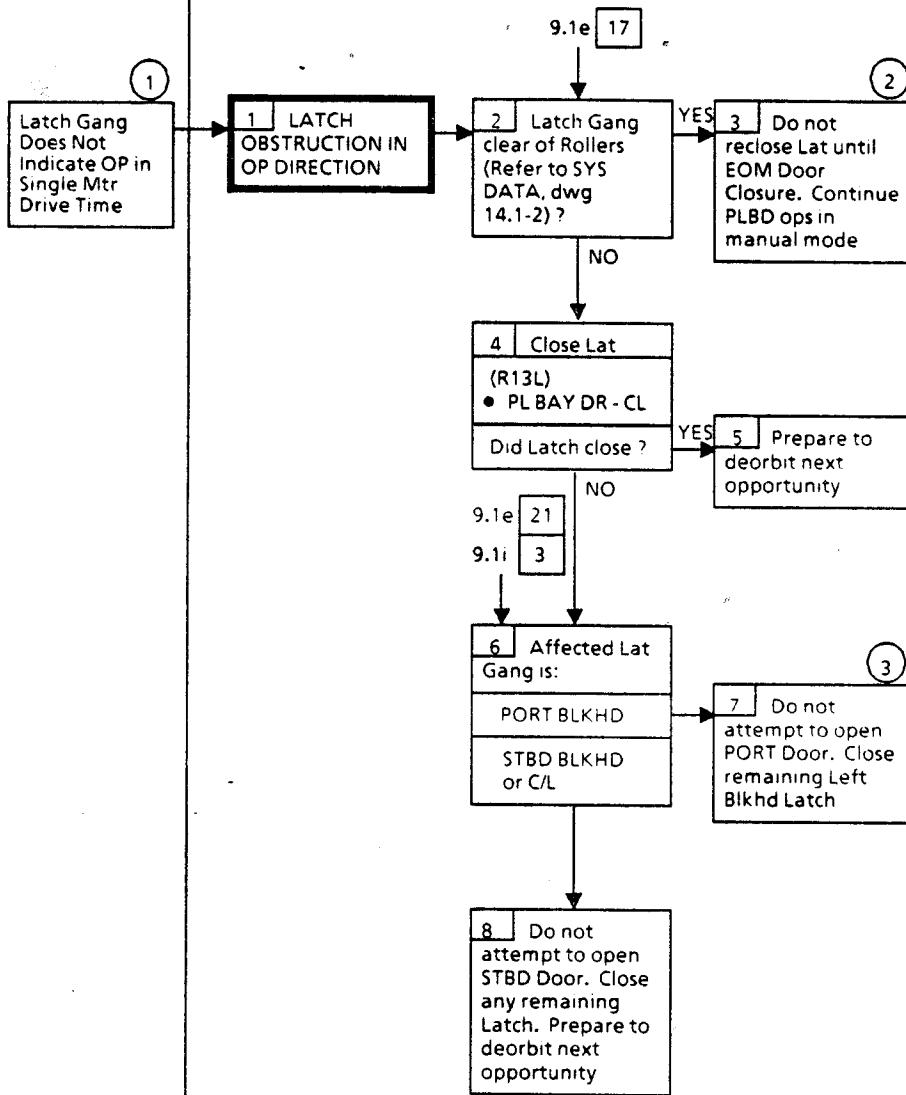 9.1e 17
1
2
Latch Gang
Does Not
Indicate OP in
Single Mtr
Drive Time
1 LATCH
OBSTRUCTION IN
OP DIRECTION
2 Latch Gang
clear of Rollers
(Refer to SYS
DATA, dwg
14.1-2) ?
YES
3 Do not
reclose Lat until
EOM Door
Closure. Continue
PLBD ops in
manual mode
NO
4 Close Lat
(R13L)
• PL BAY DR - CL
Did Latch close ?
YES
5 Prepare to
deorbit next
opportunity
NO
9.1e 21
9.1i 3
6 Affected Lat
Gang is:
PORT BLKHD
STBD BLKHD
or C/L
3
7 Do not
attempt to open
PORT Door. Close
remaining Left
Blkhd Latch
8 Do not
attempt to open
STBD Door. Close
any remaining
Latch. Prepare to
deorbit next
opportunity